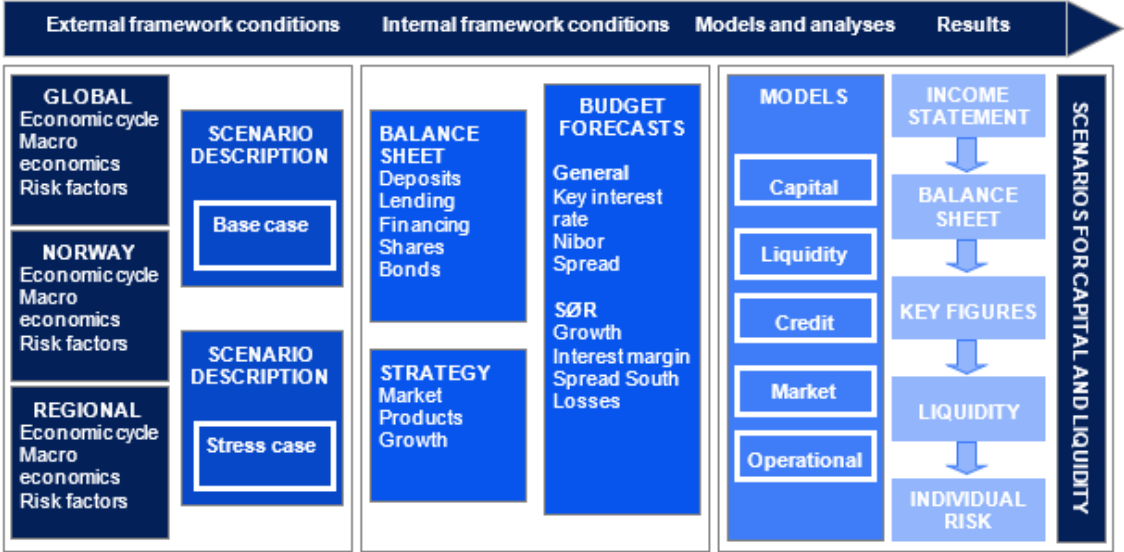 External framework conditions
Internal framework conditions
Models and analyses
Results
GLOBAL
Economic cycle
Macro
economics
Risk factors
NORWAY
Economic cycle
Macro
economics
Risk factors
REGIONAL
Economic cycle
Macro
economics
Risk factors
SCENARIO
DESCRIPTION
Base case
SCENARIO
DESCRIPTION
Stress case
BALANCE
SHEET
Deposits
Lending
Financing
Shares
Bonds
STRATEGY
Market
Products
Growth
BUDGET
FORECASTS
General
Key interest
rate
Nibor
Spread
SØR
Growth
Interest margin
Spread South
Losses
MODELS
Capital
Liquidity
Credit
Market
Operational
INCOME
STATEMENT
BALANCE
SHEET
KEY FIGURES
LIQUIDITY
INDIVIDUAL
RISK
SCENARIOS FOR CAPITAL AND LIQUIDITY